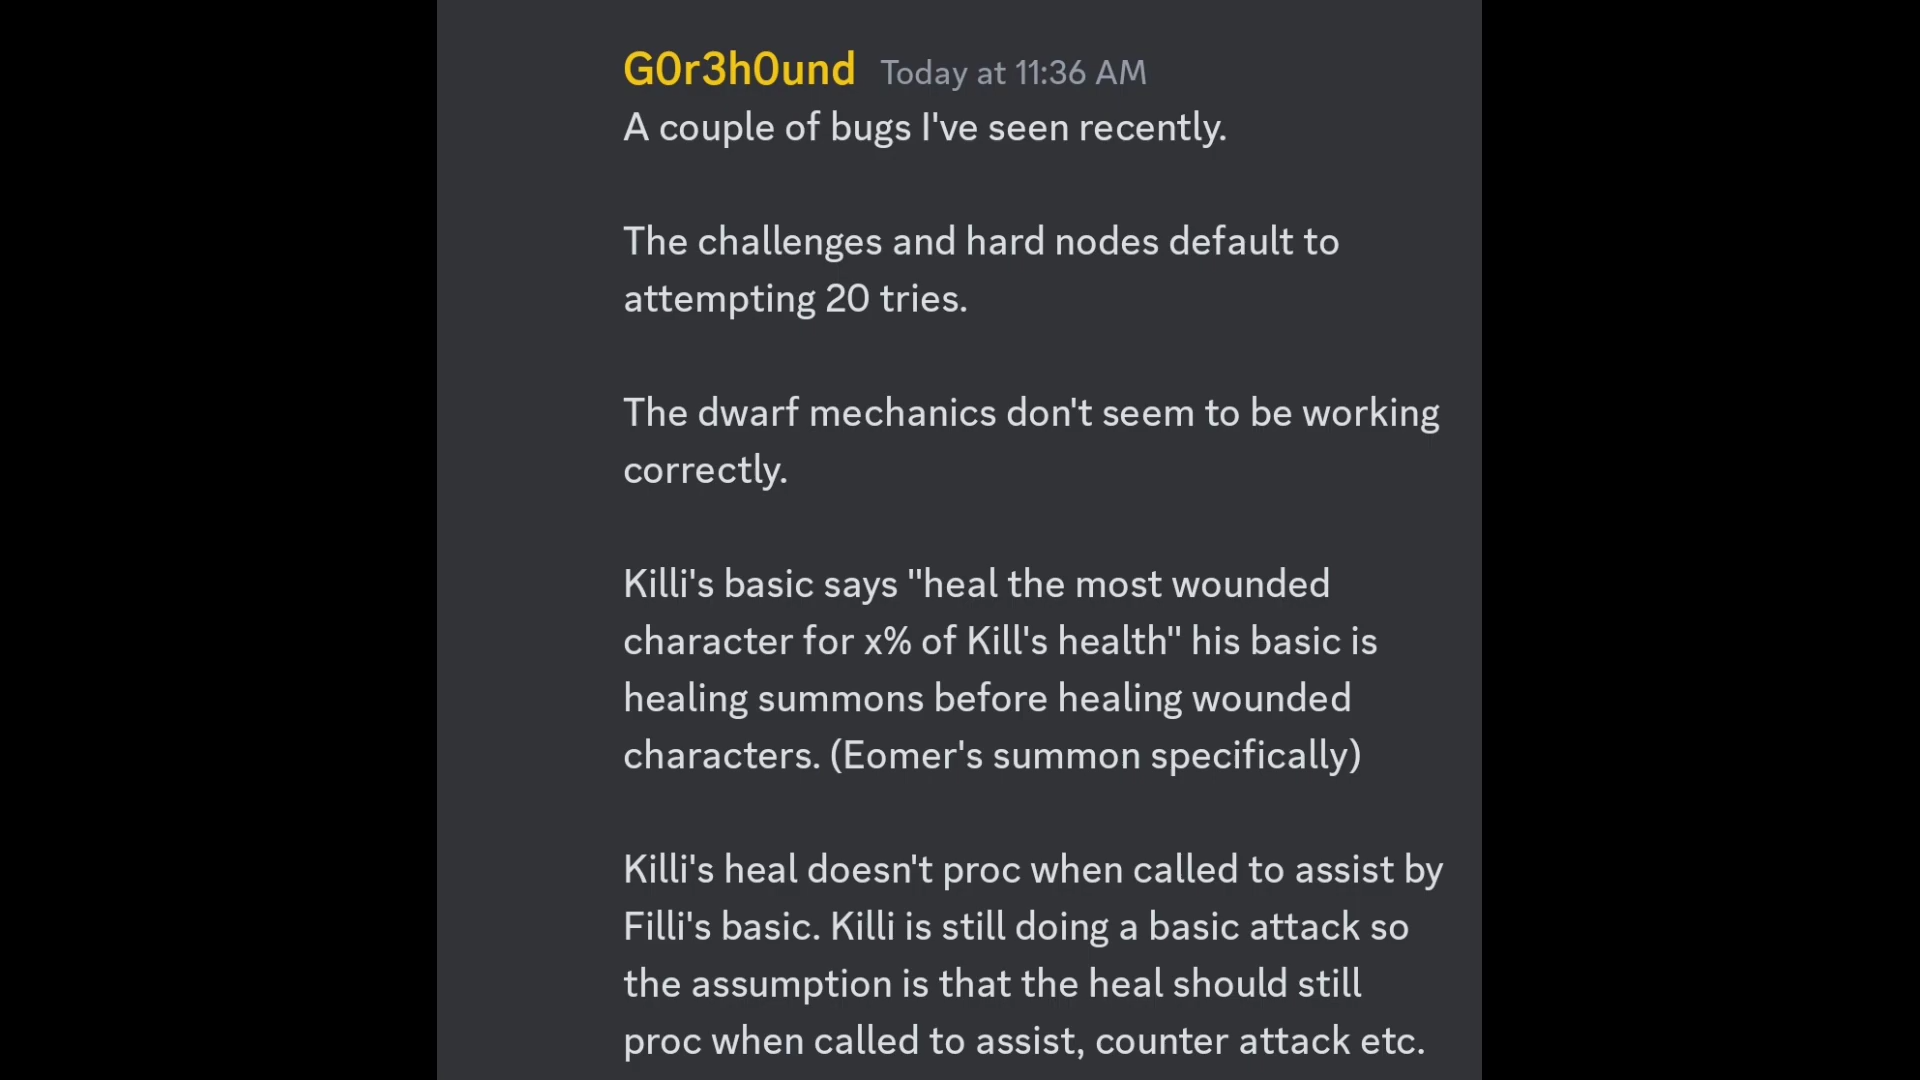 G0r3h0und Today at 11:36 AM
A couple of bugs I've seen recently.
The challenges and hard nodes default to
attempting 20 tries.
The dwarf mechanics don't seem to be working
correctly.
Killi's basic says "heal the most wounded
character for x% of Kill's health" his basic is
healing summons before healing wounded
characters. (Eomer's summon specifically)
Killi's heal doesn't proc when called to assist by
Filli's basic. Killi is still doing a basic attack so
the assumption is that the heal should still
proc when called to assist, counter attack etc.